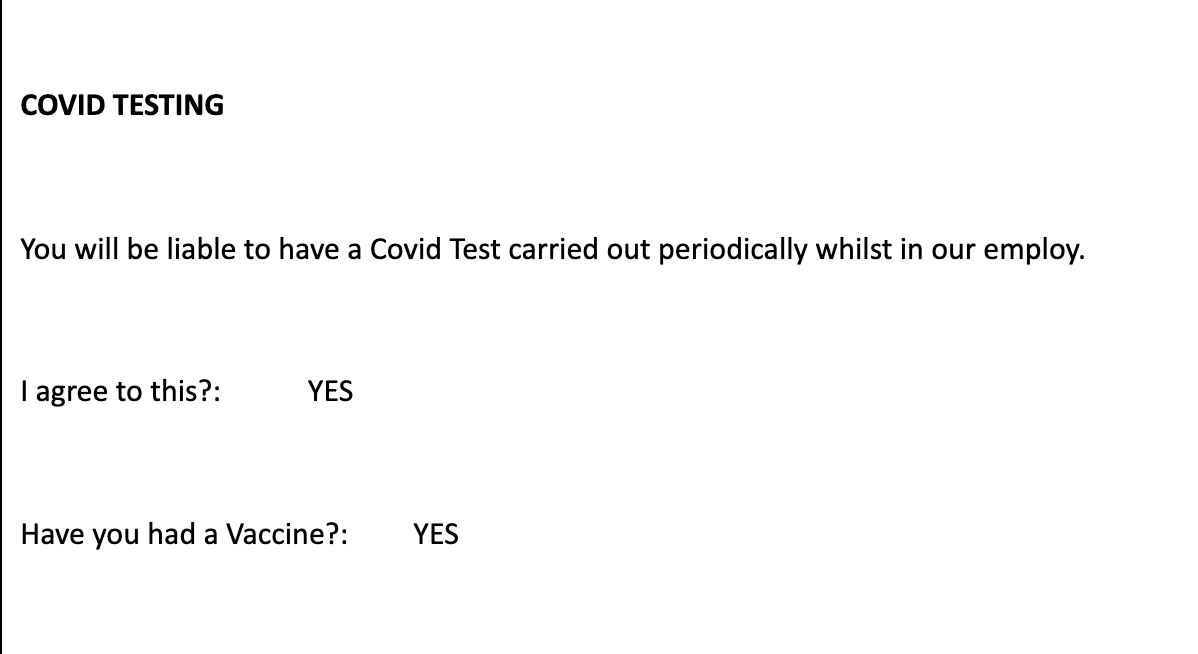 COVID TESTING
You will be liable to have a Covid Test carried out periodically whilst in our employ.
I agree to this?: YES
Have you had a Vaccine?: YES